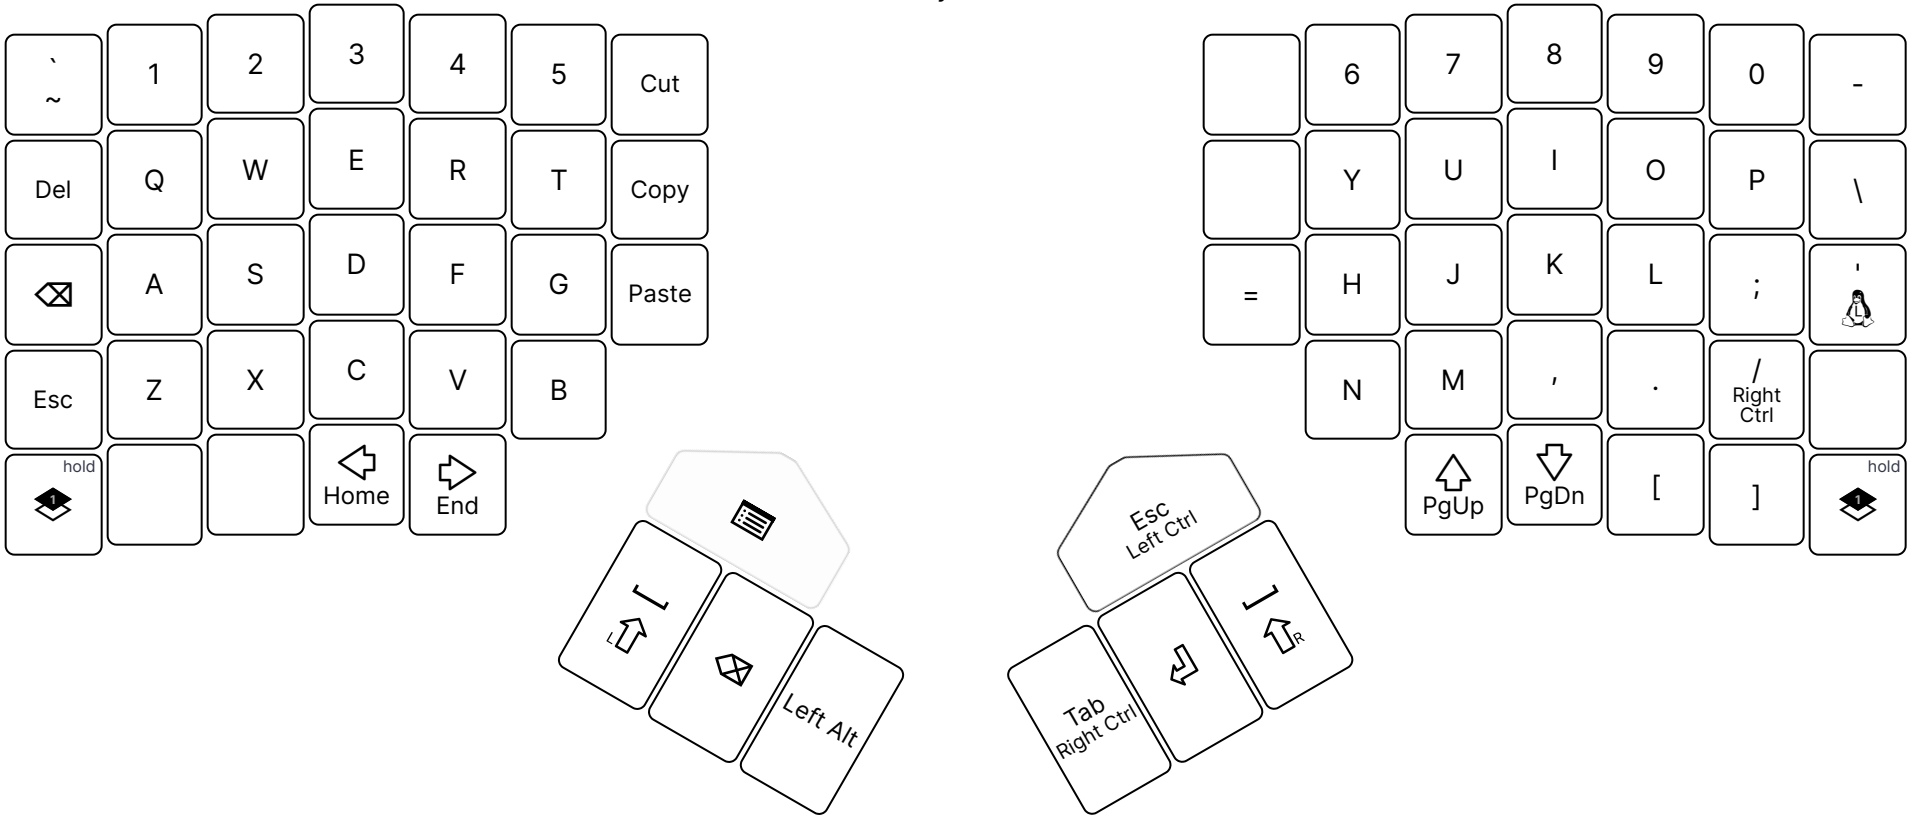 `
~
1
2
3
4
5
Cut
6
7
8
9
0
-
Del
Q
W
E
R
T
Copy
Y
U
I
O
P
\
A
S
D
F
G
Paste
=
H
J
K
L
;
'
L
Esc
Z
X
C
V
B
N
M
,
.
/
Right
Ctrl
hold
1
Home
End
PgUp
PgDn
[
]
hold
1
L
Left Alt
Esc
Left Ctrl
Tab
Right Ctrl
R